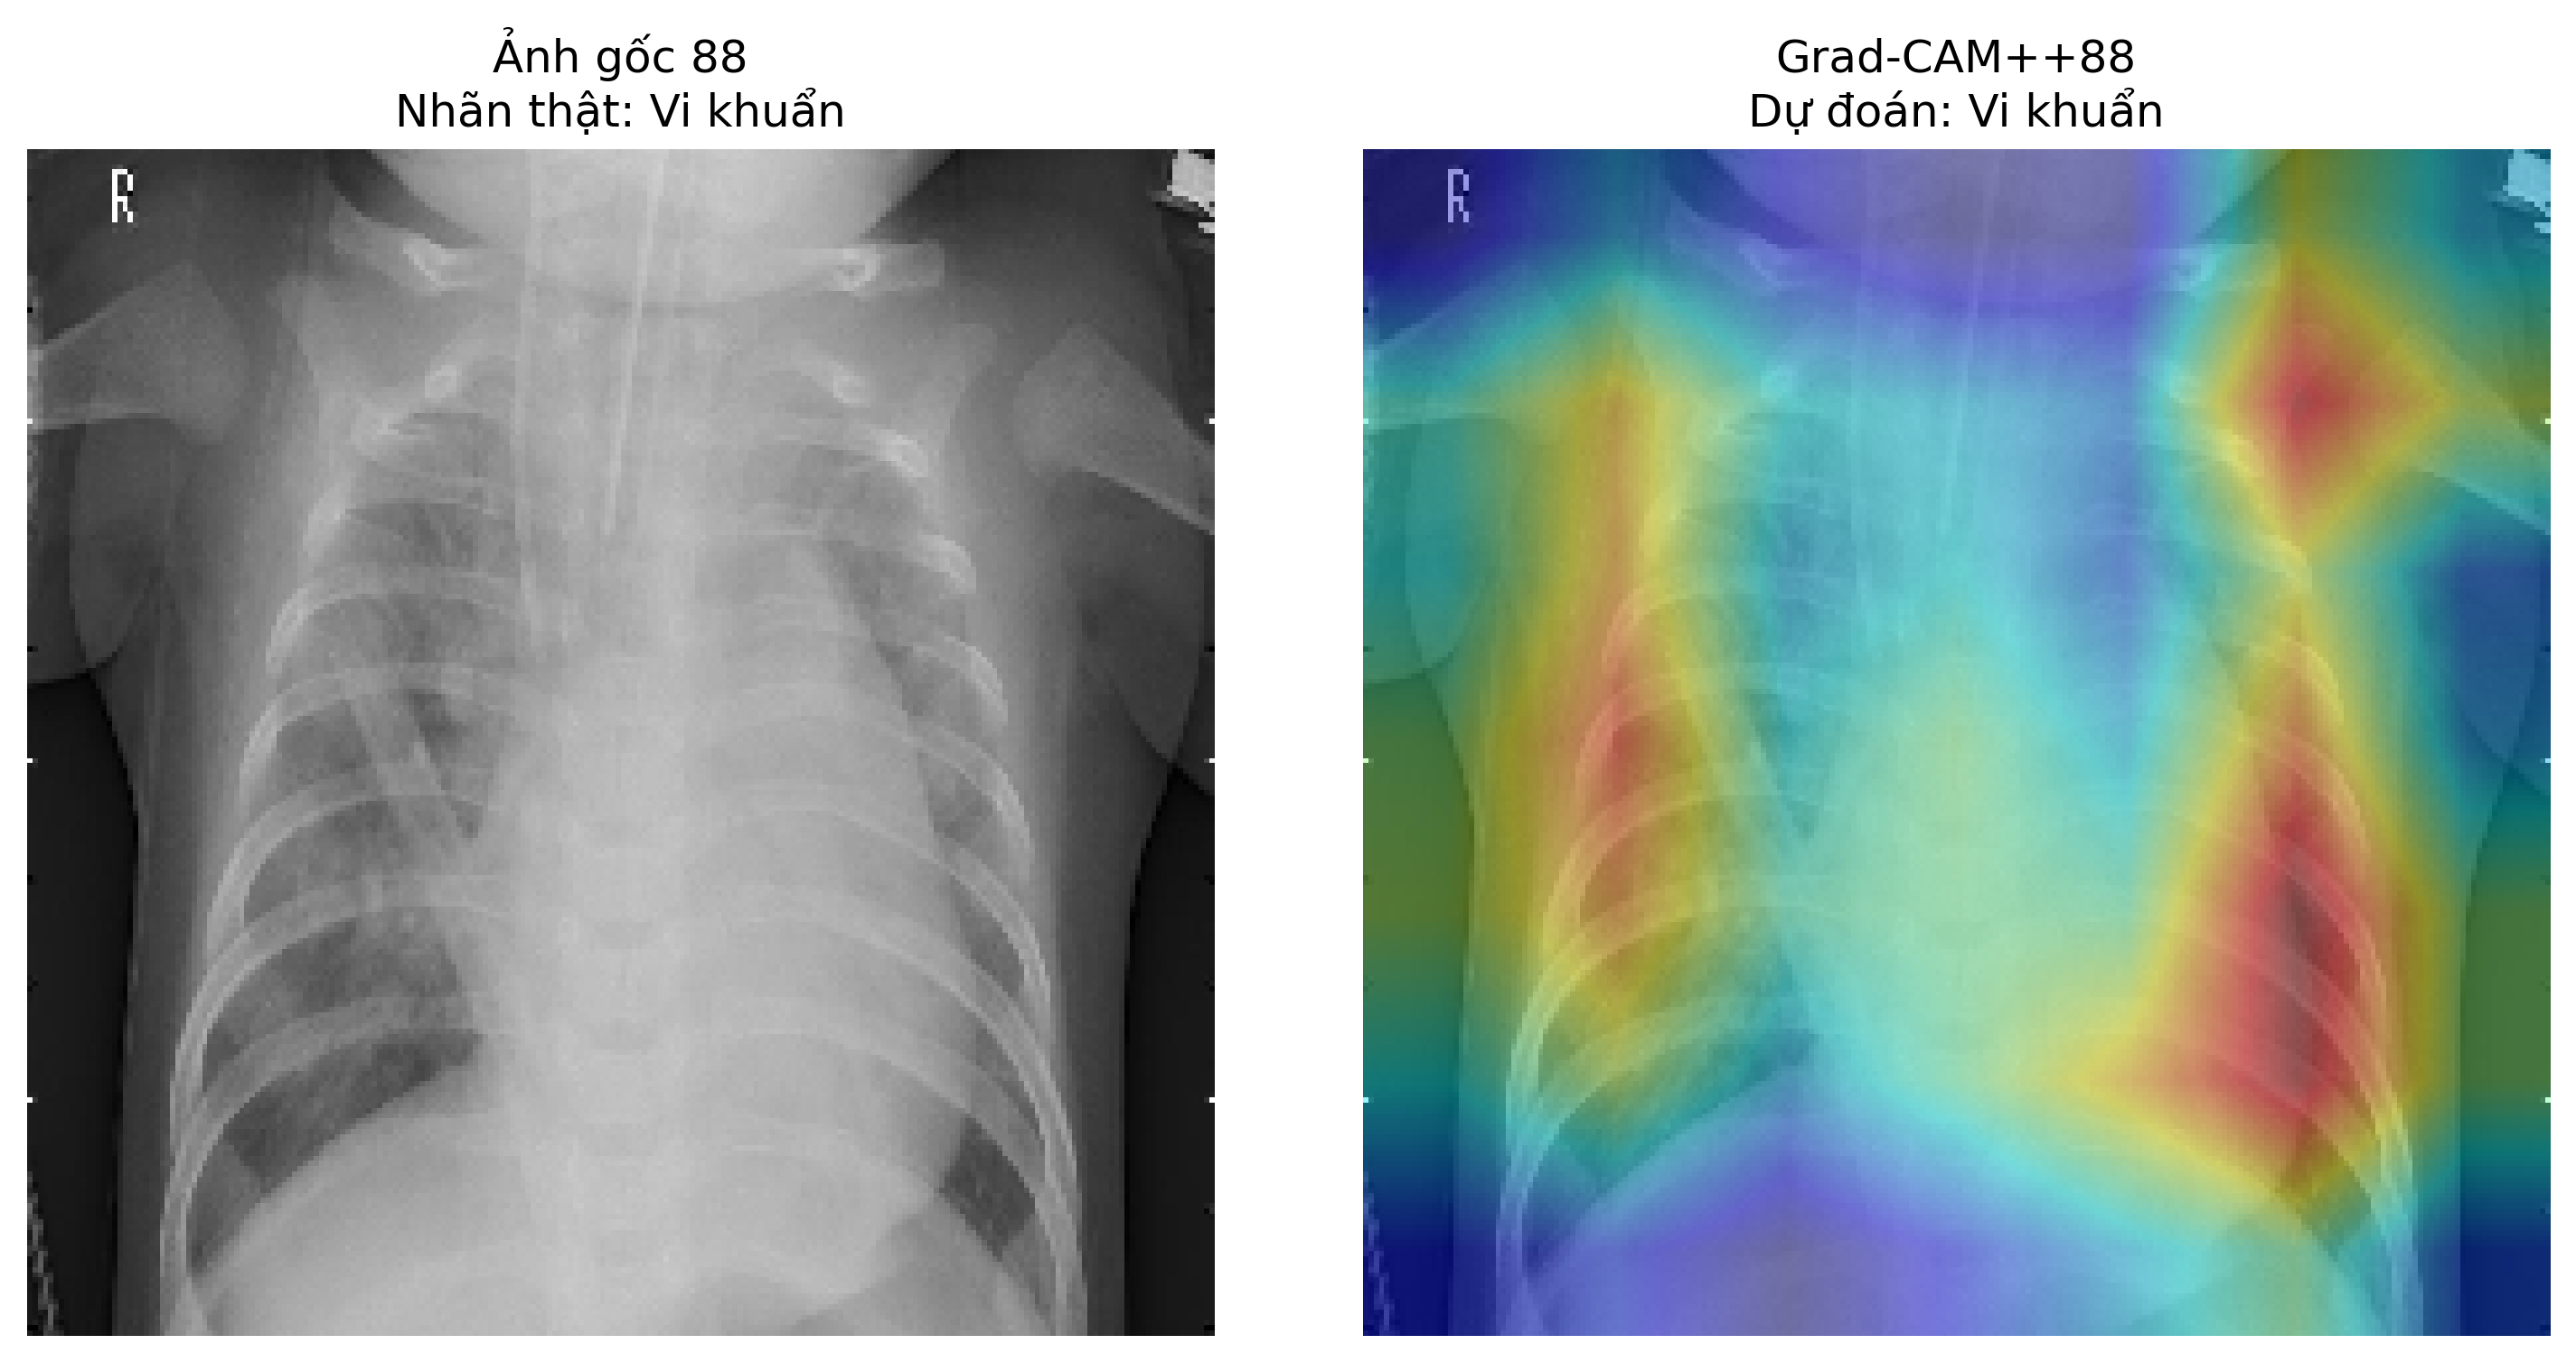 Ảnh gốc 88
Nhãn thật: Vi khuẩn
Grad-CAM++88
Dự đoán: Vi khuẩn
R
R